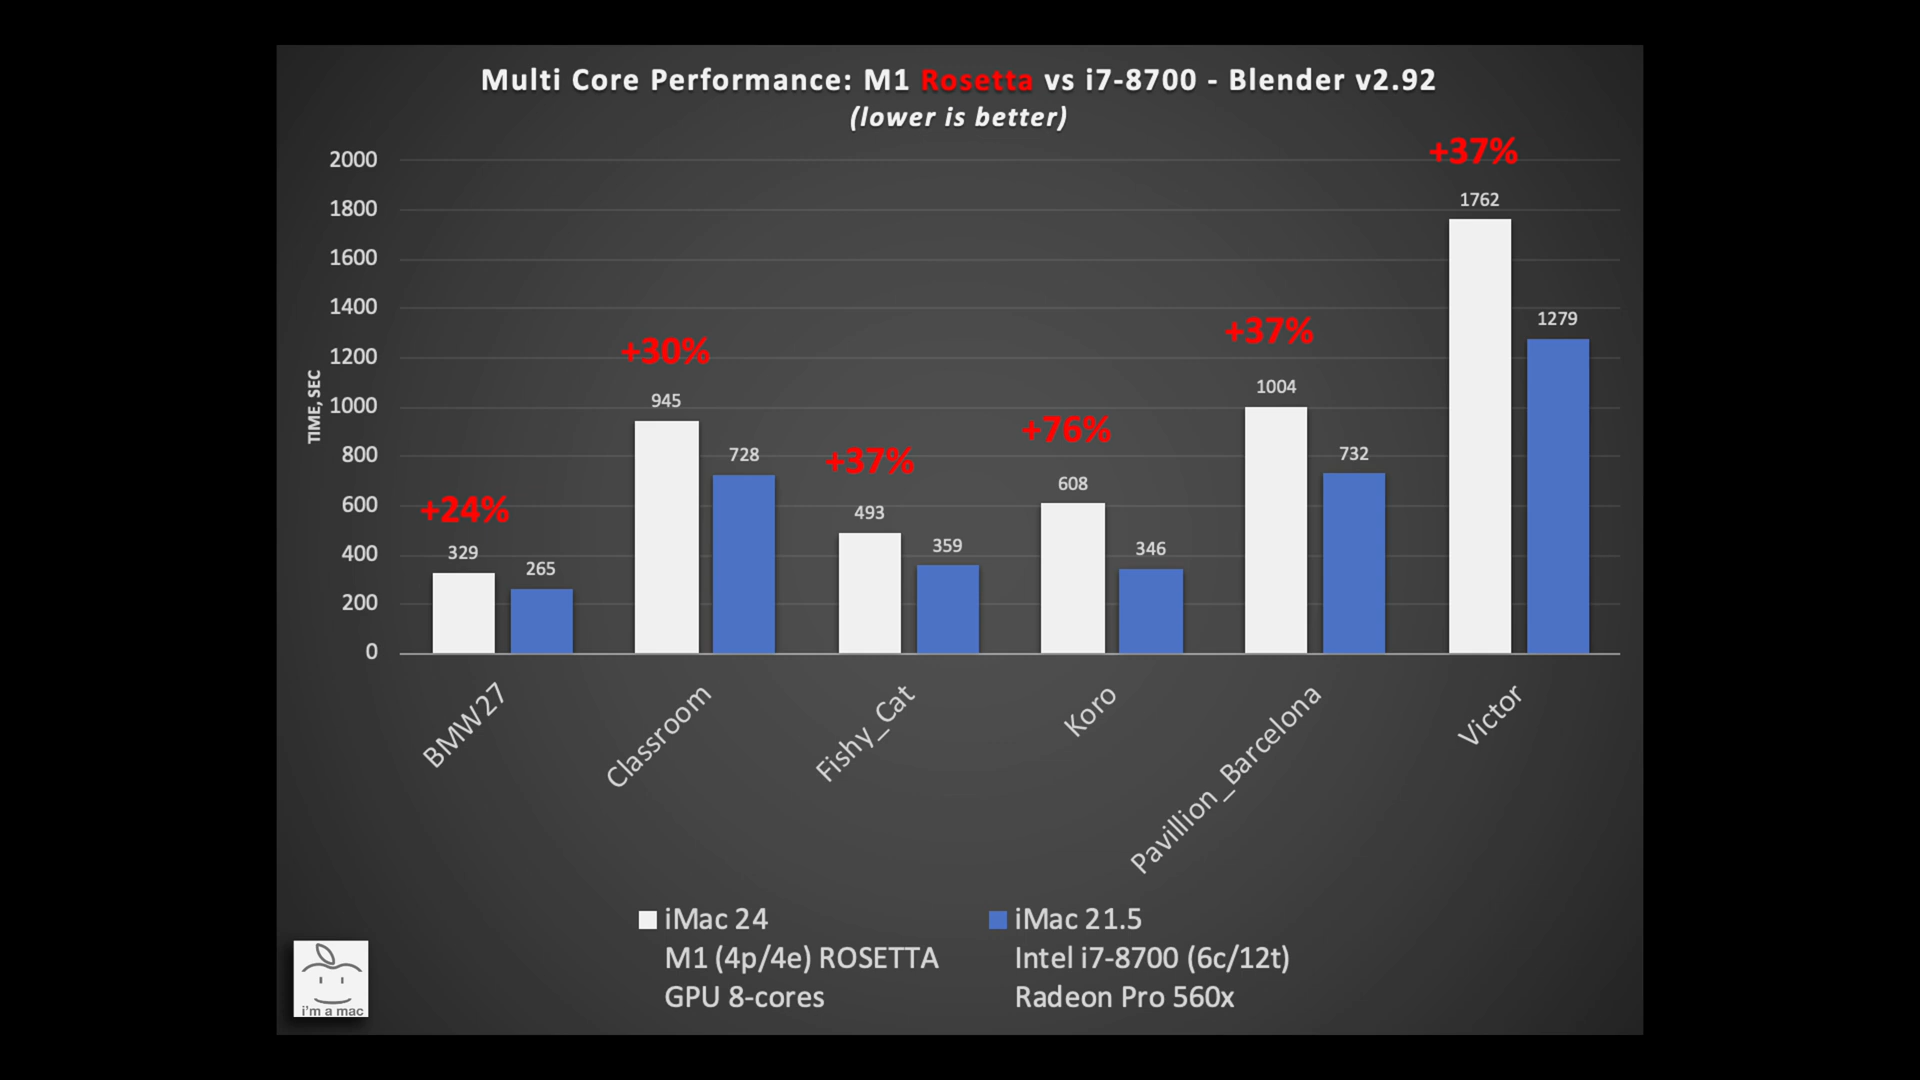 Multi Core Performance: M1 Rosetta vs i7-8700 - Blender v2.92
(lower is better)
TIME, SEC
2000
1800
1600
1400
1200
1000
800
600
400
200
0
+24%
329
265
+30%
945
728
+37%
493
359
+76%
608
346
+37%
1004
732
+37%
1762
1279
BMW27
Classroom
Fishy_Cat
Koro
Pavillion_Barcelona
Victor
iMac 24
M1 (4p/4e) ROSETTA
GPU 8-cores
iMac 21.5
Intel i7-8700 (6c/12t)
Radeon Pro 560x
i'm a mac